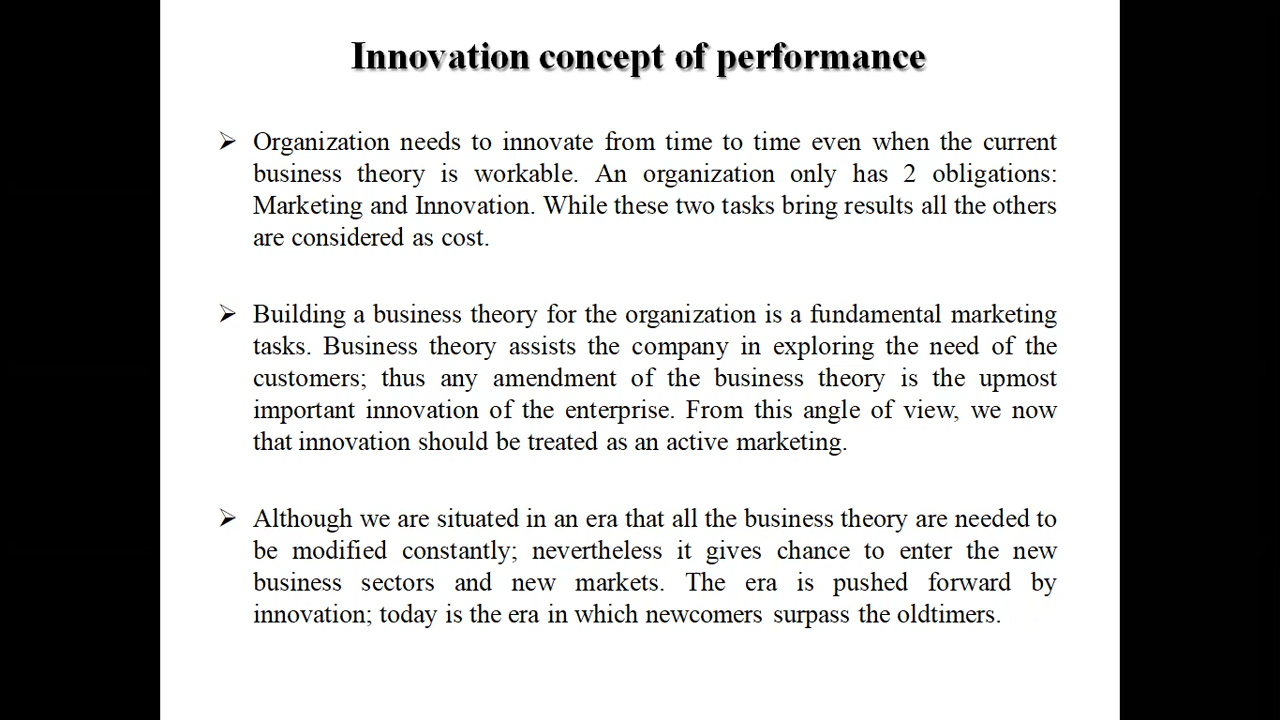 Innovation concept of performance
➢ Organization needs to innovate from time to time even when the current
business theory is workable. An organization only has 2 obligations:
Marketing and Innovation. While these two tasks bring results all the others
are considered as cost.
➢ Building a business theory for the organization is a fundamental marketing
tasks. Business theory assists the company in exploring the need of the
customers; thus any amendment of the business theory is the upmost
important innovation of the enterprise. From this angle of view, we now
that innovation should be treated as an active marketing.
➢ Although we are situated in an era that all the business theory are needed to
be modified constantly; nevertheless it gives chance to enter the new
business sectors and new markets. The era is pushed forward by
innovation; today is the era in which newcomers surpass the oldtimers.